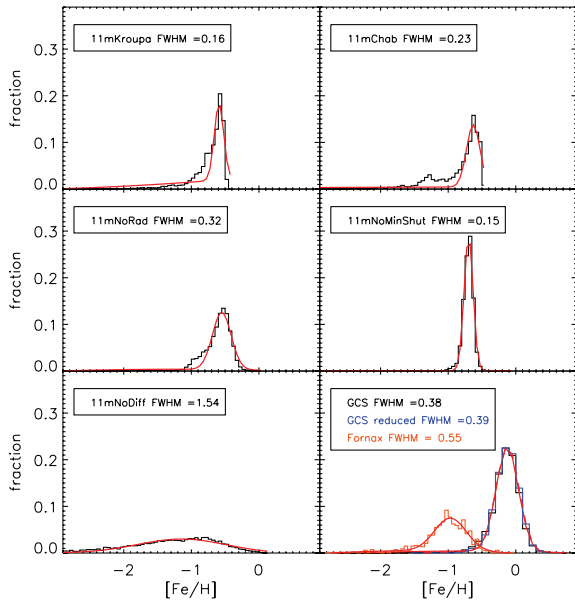 11mKroupa FWHM =0.16
11mChab FWHM =0.23
fraction
0.3
0.2
0.1
0.0
11mNoRad FWHM =0.32
11mNoMinShut FWHM =0.15
fraction
0.3
0.2
0.1
0.0
11mNoDiff FWHM =1.54
GCS FWHM =0.38
GCS reduced FWHM =0.39
Fornax FWHM = 0.55
fraction
0.3
0.2
0.1
0.0
−2 −1 0 −2 −1 0
[Fe/H] [Fe/H]